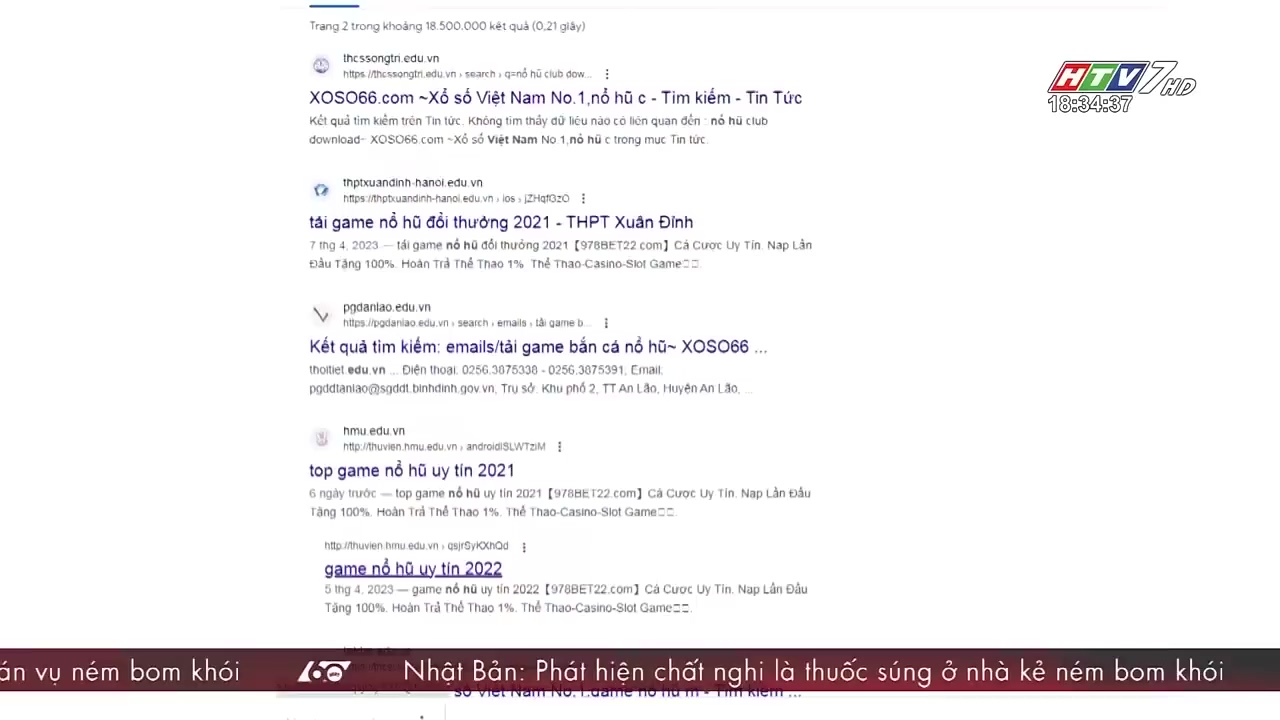 Trang 2 trong khoảng 18.500.000 kết quả (0,21 giây)
thcssongtri.edu.vn
https://thcssongtri.edu.vn › search › q=nổ hũ club dow...
XOSO66.com ~Xổ số Việt Nam No.1,nổ hũ c - Tìm kiếm - Tin Tức
Kết quả tìm kiếm trên Tin tức. Không tìm thấy dữ liệu nào có liên quan đến : nổ hũ club
download~ XOSO66.com ~Xổ số Việt Nam No.1,nổ hũ c trong mục Tin tức.
HTV7 HD
18:34:37
thptxuandinh-hanoi.edu.vn
https://thptxuandinh-hanoi.edu.vn › ios › jZHqfGzO
tải game nổ hũ đổi thưởng 2021 - THPT Xuân Đỉnh
7 thg 4, 2023 — tải game nổ hũ đổi thưởng 2021【978BET22.com】Cá Cược Uy Tín. Nạp Lần
Đầu Tặng 100%. Hoàn Trả Thể Thao 1%. Thể Thao-Casino-Slot Game□□.
pgdanlao.edu.vn
https://pgdanlao.edu.vn › search › emails › tải game b...
Kết quả tìm kiếm: emails/tải game bắn cá nổ hũ~ XOSO66 ...
thoitiet.edu.vn ... Điện thoại: 0256.3875338 - 0256.3875391; Email:
pgddtanlao@sgddt.binhdinh.gov.vn; Trụ sở: Khu phố 2, TT An Lão, Huyện An Lão, ...
hmu.edu.vn
http://thuvien.hmu.edu.vn › androidISLWTziM
top game nổ hũ uy tín 2021
6 ngày trước — top game nổ hũ uy tín 2021【978BET22.com】Cá Cược Uy Tín. Nạp Lần Đầu
Tặng 100%. Hoàn Trả Thể Thao 1%. Thể Thao-Casino-Slot Game□□.
http://thuvien.hmu.edu.vn › qsjrSyKXhQd
game nổ hũ uy tín 2022
5 thg 4, 2023 — game nổ hũ uy tín 2022【978BET22.com】Cá Cược Uy Tín. Nạp Lần Đầu
Tặng 100%. Hoàn Trả Thể Thao 1%. Thể Thao-Casino-Slot Game□□.
án vụ ném bom khói 60 Nhật Bản: Phát hiện chất nghi là thuốc súng ở nhà kẻ ném bom khói
số Việt Nam No.1,game nổ hũ m - Tìm kiếm ...